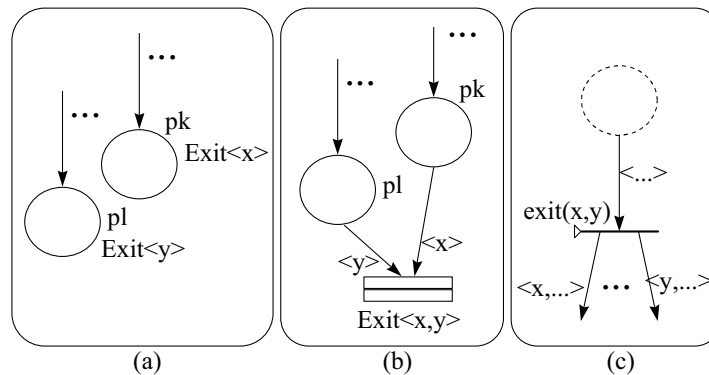 •••
•••
pk
Exit<x>
pl
Exit<y>
(a)
•••
•••
pk
pl
<x>
<y>
Exit<x,y>
(b)
<...>
exit(x,y)
<x,...>
•••
<y,...>
(c)